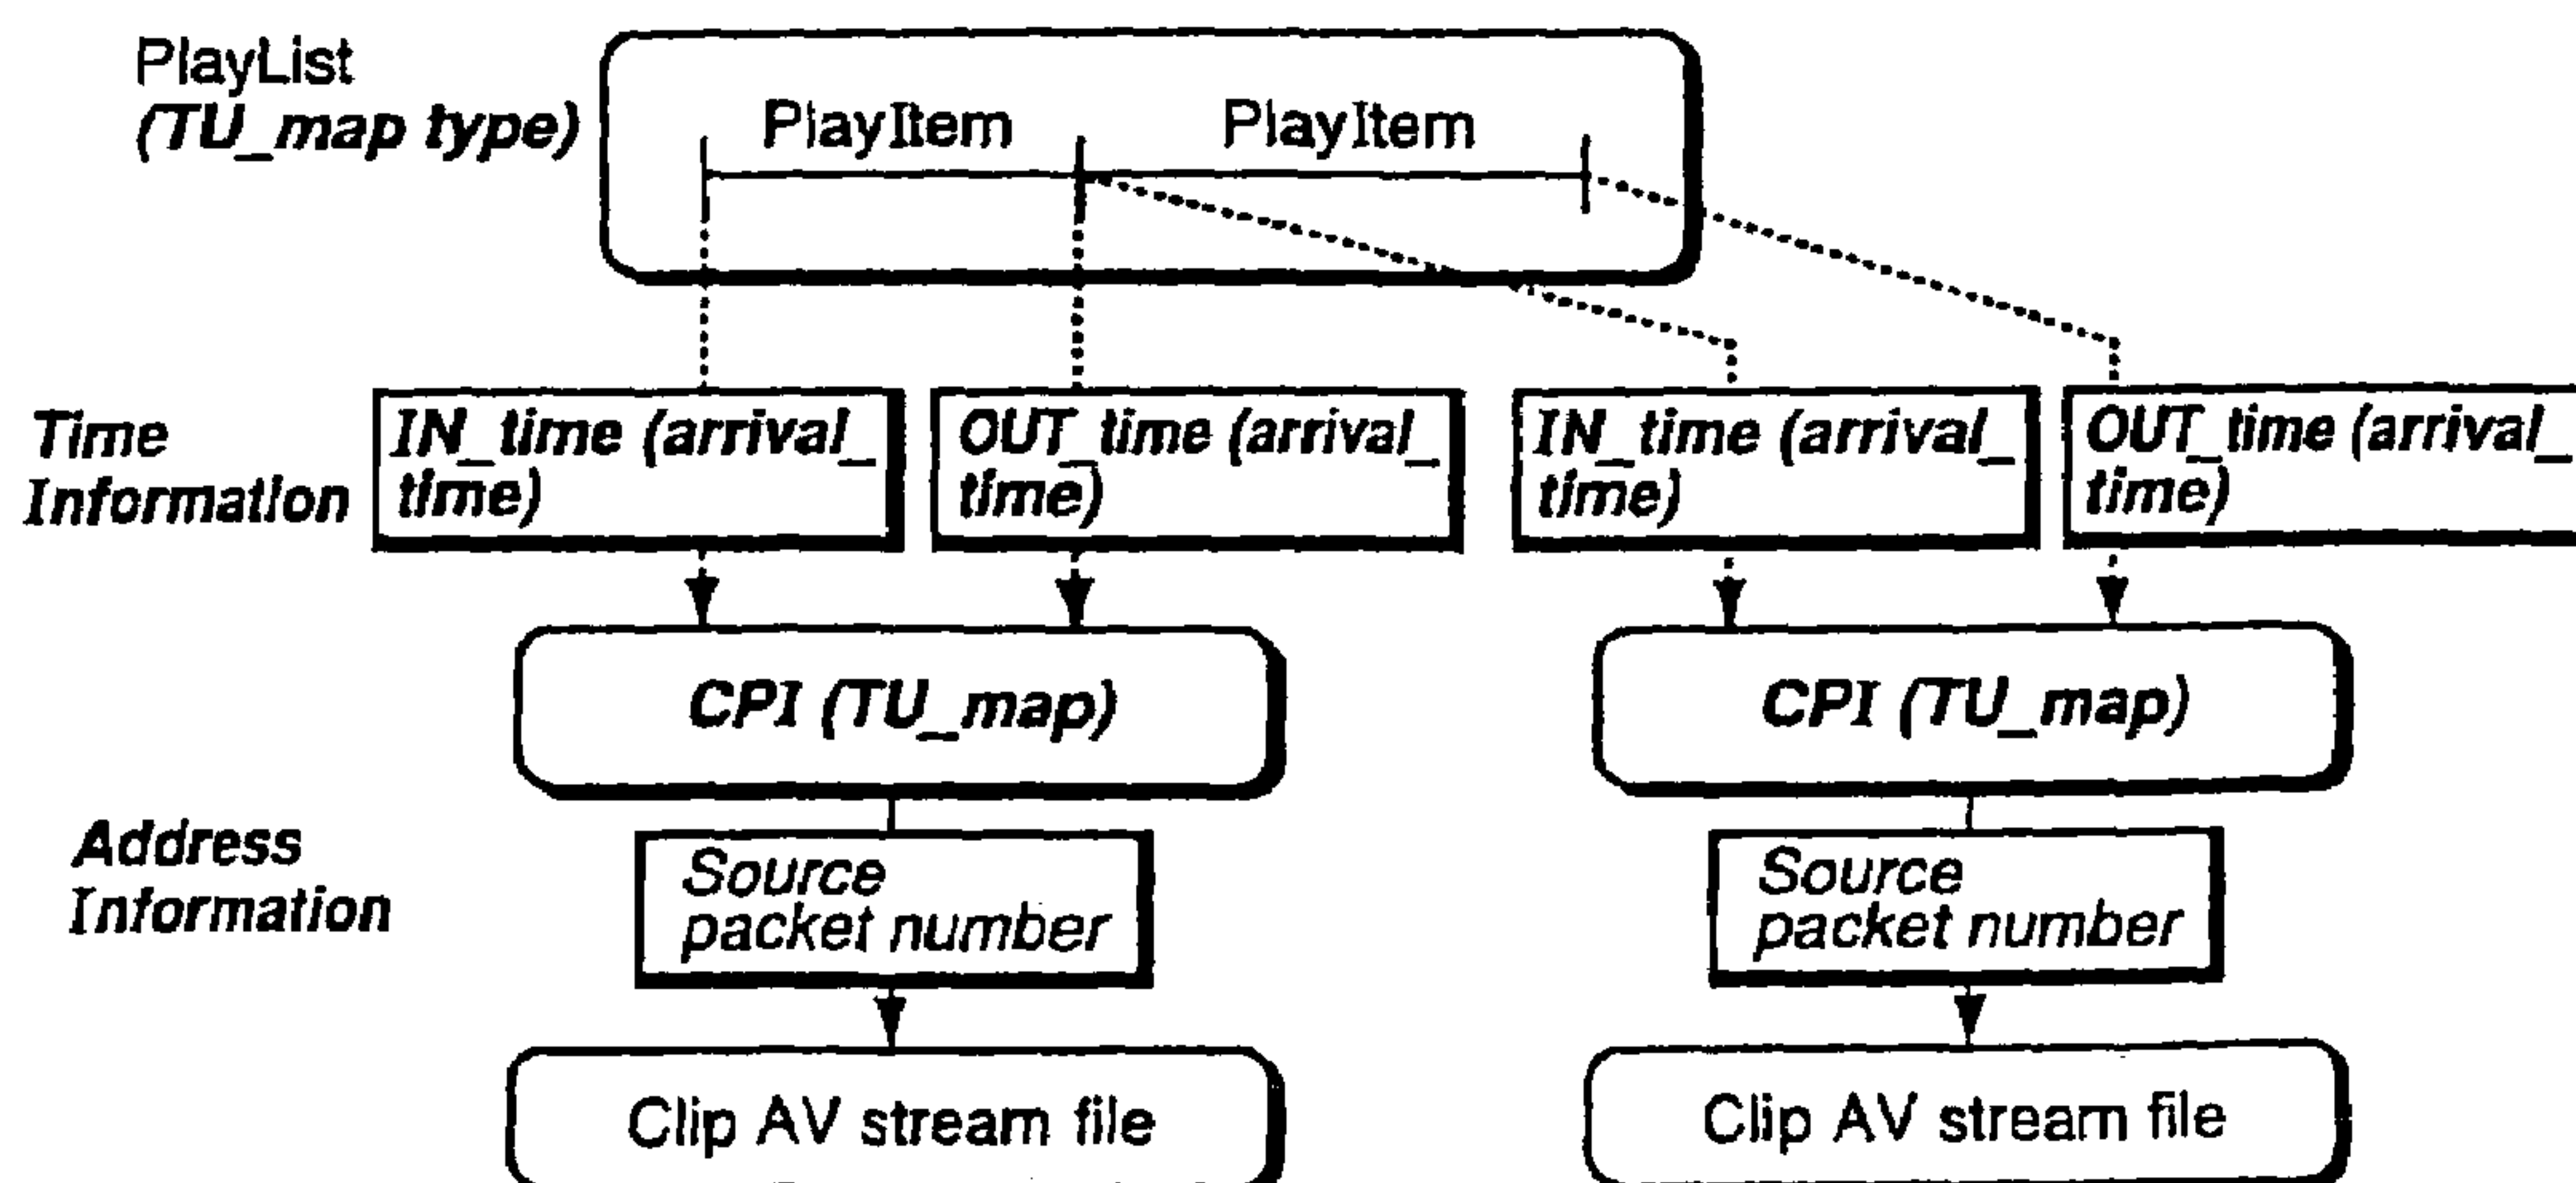 PlayList
(TU_map type)
PlayItem
PlayItem
Time
Information
IN_time (arrival_
time)
OUT_time (arrival_
time)
IN_time (arrival_
time)
OUT_time (arrival_
time)
CPI (TU_map)
CPI (TU_map)
Address
Information
Source
packet number
Source
packet number
Clip AV stream file
Clip AV stream file